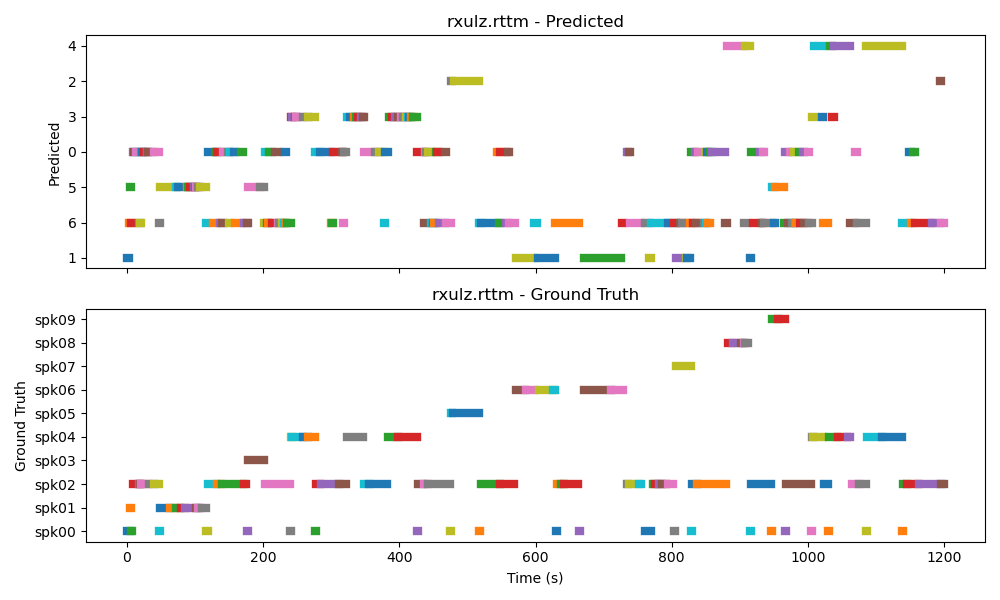 rxulz.rttm - Predicted
Predicted
4
2
3
0
5
6
1
rxulz.rttm - Ground Truth
Ground Truth
spk09
spk08
spk07
spk06
spk05
spk04
spk03
spk02
spk01
spk00
0 200 400 600 800 1000 1200
Time (s)